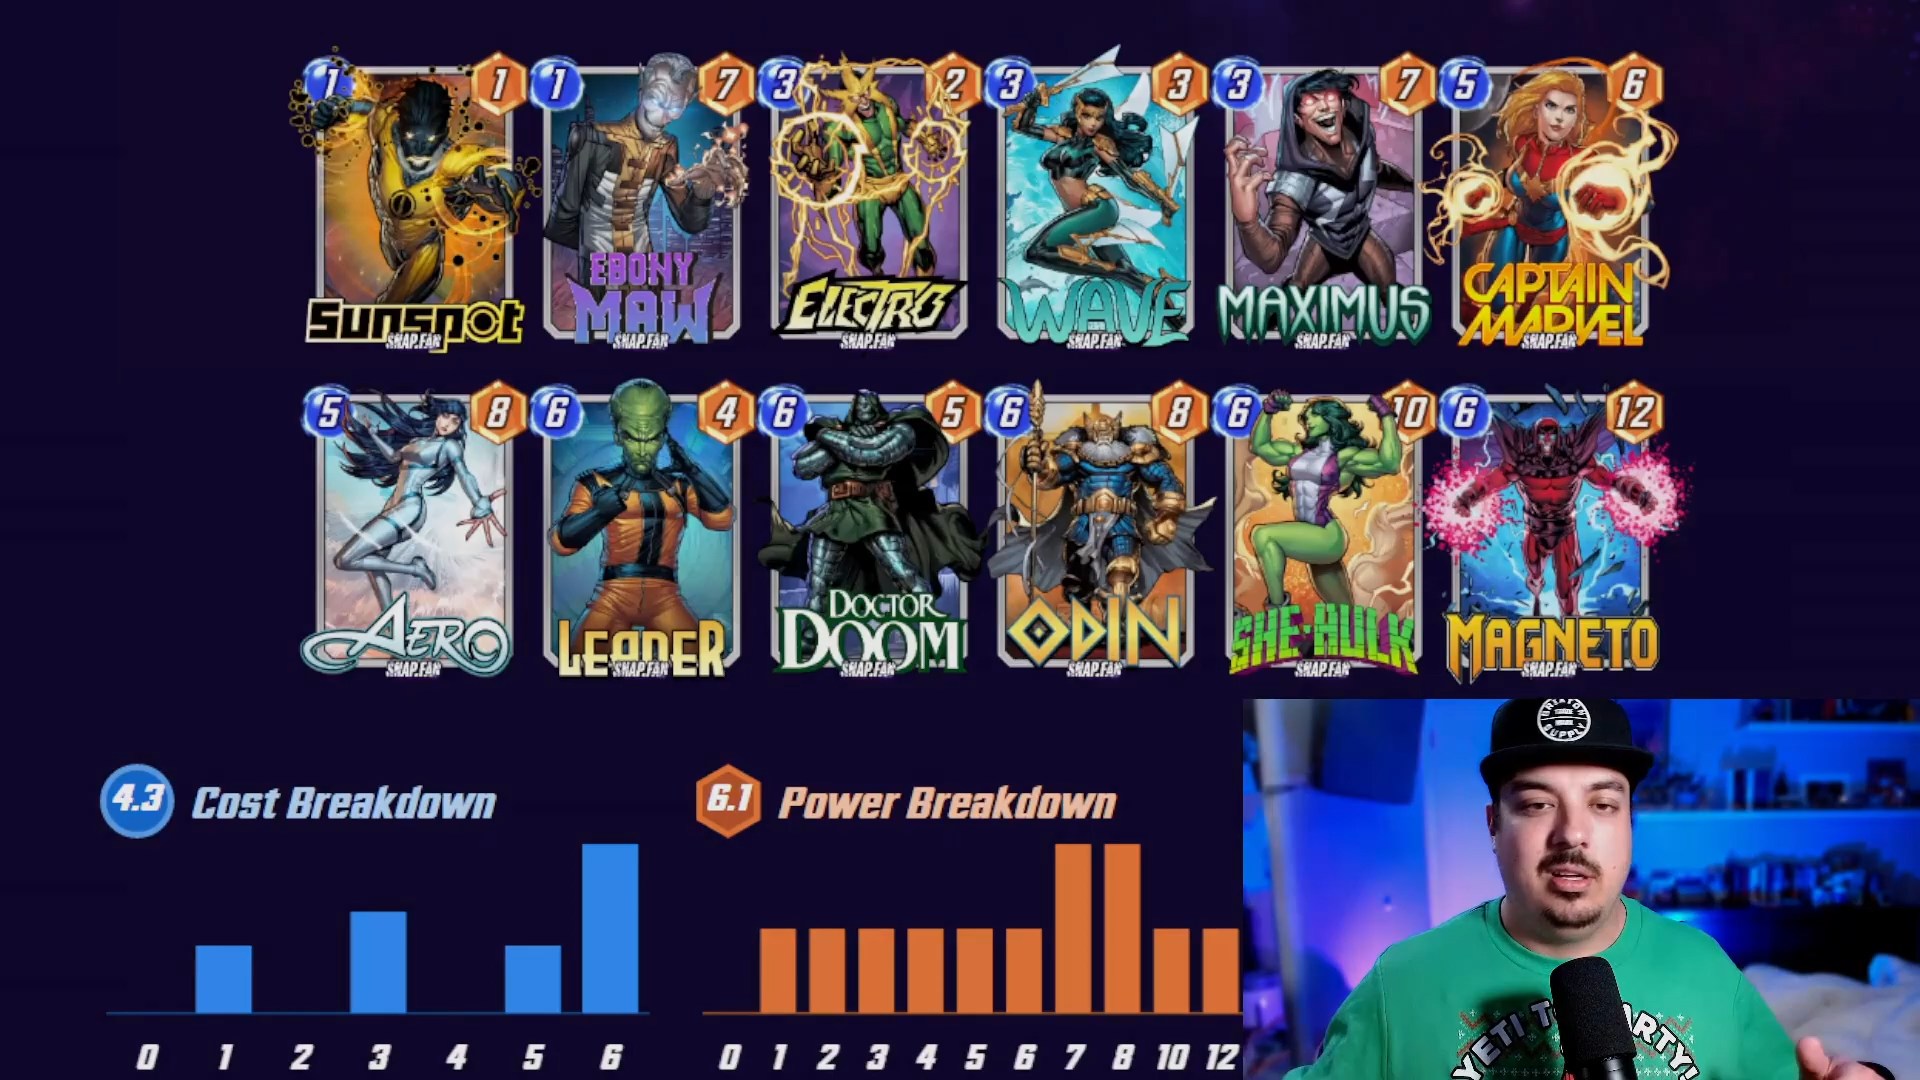 1 1 1 7 3 2 3 3 3 7 5 6
Sunspot EBONY MAW ELECTRO WAVE MAXIMUS CAPTAIN MARVEL
SNAP.FAN SNAP.FAN SNAP.FAN SNAP.FAN SNAP.FAN SNAP.FAN
5 8 6 4 6 5 6 8 6 10 6 12
AERO LEADER DOCTOR DOOM ODIN SHE-HULK MAGNETO
SNAP.FAN SNAP.FAN SNAP.FAN SNAP.FAN SNAP.FAN SNAP.FAN
4.3 Cost Breakdown
0 1 2 3 4 5 6
6.1 Power Breakdown
0 1 2 3 4 5 6 7 8 10 12
SUPPLY
YETI